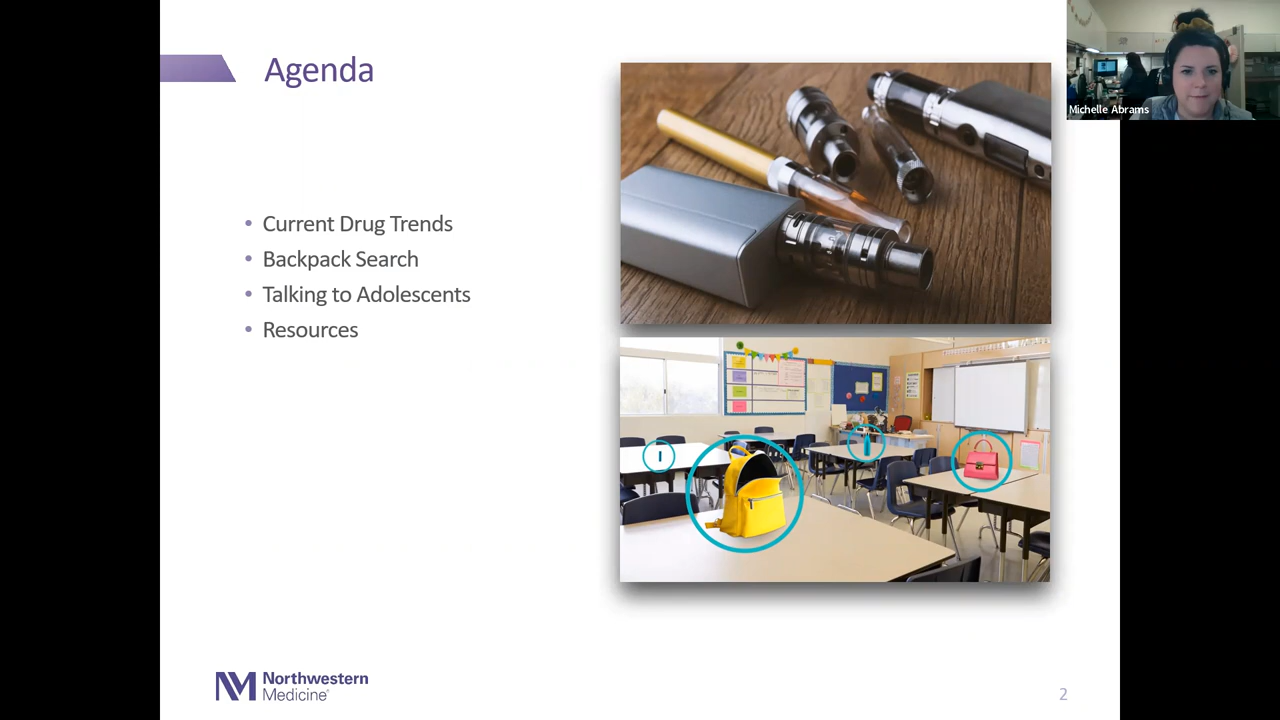 Agenda
Michelle Abrams
Current Drug Trends
Backpack Search
Talking to Adolescents
Resources
Northwestern
Medicine
2